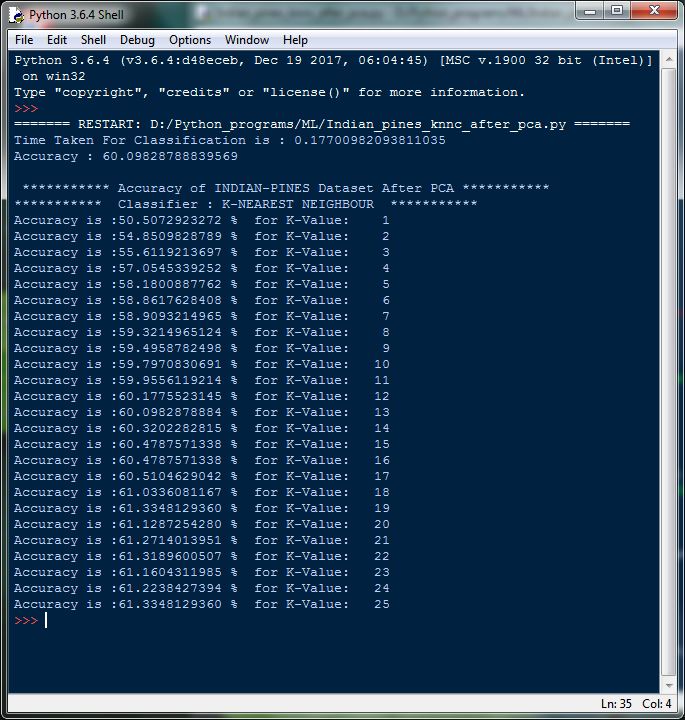 Python 3.6.4 Shell
File Edit Shell Debug Options Window Help
Python 3.6.4 (v3.6.4:d48eceb, Dec 19 2017, 06:04:45) [MSC v.1900 32 bit (Intel)]
on win32
Type "copyright", "credits" or "license()" for more information.
>>>
======= RESTART: D:/Python_programs/ML/Indian_pines_knnc_after_pca.py =======
Time Taken For Classification is : 0.17700982093811035
Accuracy : 60.09828788839569
*********** Accuracy of INDIAN-PINES Dataset After PCA ***********
*********** Classifier : K-NEAREST NEIGHBOUR ***********
Accuracy is :50.5072923272 % for K-Value: 1
Accuracy is :54.8509828789 % for K-Value: 2
Accuracy is :55.6119213697 % for K-Value: 3
Accuracy is :57.0545339252 % for K-Value: 4
Accuracy is :58.1800887762 % for K-Value: 5
Accuracy is :58.8617628408 % for K-Value: 6
Accuracy is :58.9093214965 % for K-Value: 7
Accuracy is :59.3214965124 % for K-Value: 8
Accuracy is :59.4958782498 % for K-Value: 9
Accuracy is :59.7970830691 % for K-Value: 10
Accuracy is :59.9556119214 % for K-Value: 11
Accuracy is :60.1775523145 % for K-Value: 12
Accuracy is :60.0982878884 % for K-Value: 13
Accuracy is :60.3202282815 % for K-Value: 14
Accuracy is :60.4787571338 % for K-Value: 15
Accuracy is :60.4787571338 % for K-Value: 16
Accuracy is :60.5104629042 % for K-Value: 17
Accuracy is :61.0336081167 % for K-Value: 18
Accuracy is :61.3348129360 % for K-Value: 19
Accuracy is :61.1287254280 % for K-Value: 20
Accuracy is :61.2714013951 % for K-Value: 21
Accuracy is :61.3189600507 % for K-Value: 22
Accuracy is :61.1604311985 % for K-Value: 23
Accuracy is :61.2238427394 % for K-Value: 24
Accuracy is :61.3348129360 % for K-Value: 25
>>>
Ln: 35 Col: 4